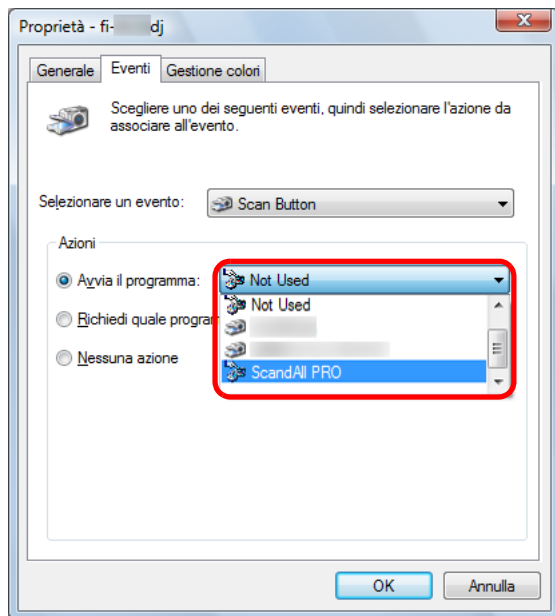 Proprietà - fi- dj
Generale Eventi Gestione colori
Scegliere uno dei seguenti eventi, quindi selezionare l'azione da
associare all'evento.
Selezionare un evento: Scan Button
Azioni
Avvia il programma: Not Used
Not Used
Richiedi quale program
Nessuna azione
ScandAll PRO
OK Annulla